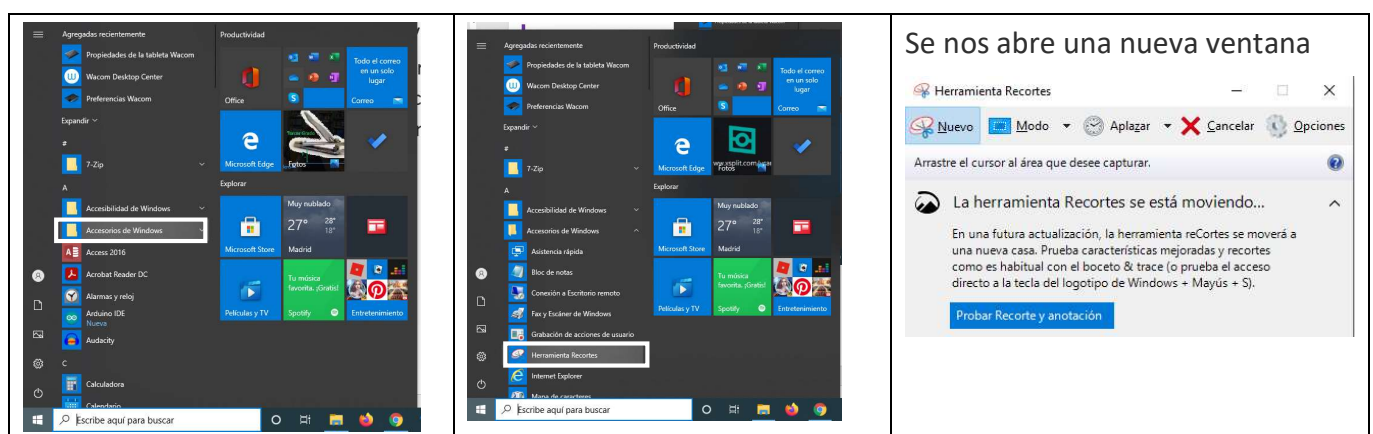 Agregadas recientemente
Propiedades de la tableta Wacom
Wacom Desktop Center
Preferencias Wacom
Expandir
#
7-Zip
A
Accesibilidad de Windows
Accesorios de Windows
Access 2016
Acrobat Reader DC
Alarmas y reloj
Arduino IDE
Nueva
Audacity
C
Calculadora
Calendario
Productividad
Office
Todo el correo
en un solo
lugar
Correo
Microsoft Edge
Fotos
Explorar
Microsoft Store
Muy nublado
27° 28°
18°
Madrid
Películas y TV
Tu música
favorita. ¡Gratis!
Spotify
Entretenimiento
Escribe aquí para buscar
Agregadas recientemente
Propiedades de la tableta Wacom
Wacom Desktop Center
Preferencias Wacom
Expandir
#
7-Zip
A
Accesibilidad de Windows
Accesorios de Windows
Asistencia rápida
Bloc de notas
Conexión a Escritorio remoto
Fax y Escáner de Windows
Grabación de acciones de usuario
Herramienta Recortes
Internet Explorer
Mapa de caracteres
Productividad
Office
Todo el correo
en un solo
lugar
Correo
Microsoft Edge
Fotos
Explorar
Microsoft Store
Muy nublado
27° 28°
18°
Madrid
Películas y TV
Tu música
favorita. ¡Gratis!
Spotify
Entretenimiento
Escribe aquí para buscar
Se nos abre una nueva ventana
Herramienta Recortes
Nuevo Modo Aplazar Cancelar Opciones
Arrastre el cursor al área que desee capturar.
La herramienta Recortes se está moviendo...
En una futura actualización, la herramienta reCortes se moverá a
una nueva casa. Prueba características mejoradas y recortes
como es habitual con el boceto & trace (o prueba el acceso
directo a la tecla del logotipo de Windows + Mayús + S).
Probar Recorte y anotación